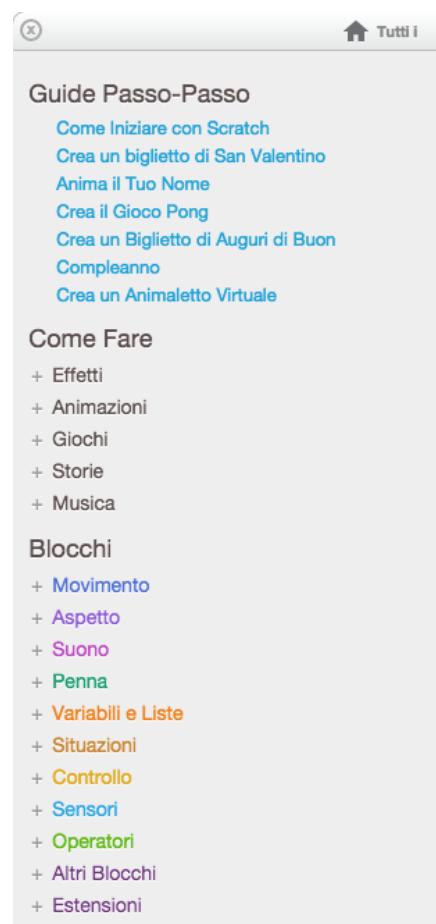 Tutti i
Guide Passo-Passo
Come Iniziare con Scratch
Crea un biglietto di San Valentino
Anima il Tuo Nome
Crea il Gioco Pong
Crea un Biglietto di Auguri di Buon
Compleanno
Crea un Animaletto Virtuale
Come Fare
+ Effetti
+ Animazioni
+ Giochi
+ Storie
+ Musica
Blocchi
+ Movimento
+ Aspetto
+ Suono
+ Penna
+ Variabili e Liste
+ Situazioni
+ Controllo
+ Sensori
+ Operatori
+ Altri Blocchi
+ Estensioni